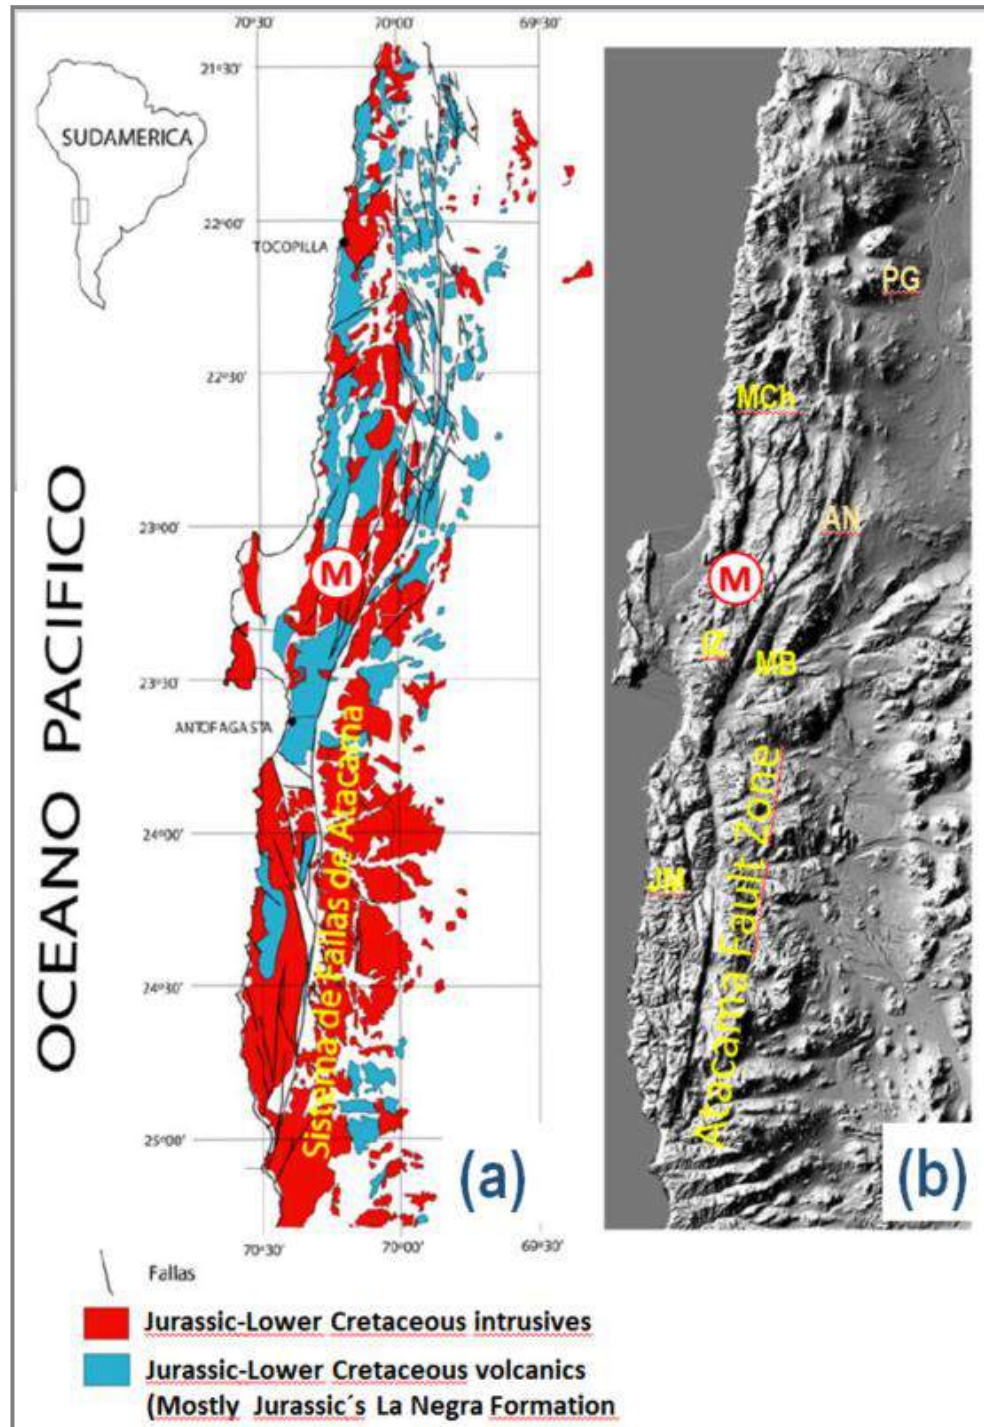 70°30'
70°00'
69°30'
21°30'
SUDAMERICA
22°00'
TOCOPILLA
PG
22°30'
MCh
OCEANO PACIFICO
23°00'
AN
M
M
IZ
MB
23°30'
ANTOFAGASTA
Sistema de Fallas de Atacama
Atacama Fault Zone
24°00'
JM
24°30'
25°00'
(a)
(b)
70°30'
70°00'
69°30'
Fallas
Jurassic-Lower Cretaceous intrusives
Jurassic-Lower Cretaceous volcanics
(Mostly Jurassic´s La Negra Formation